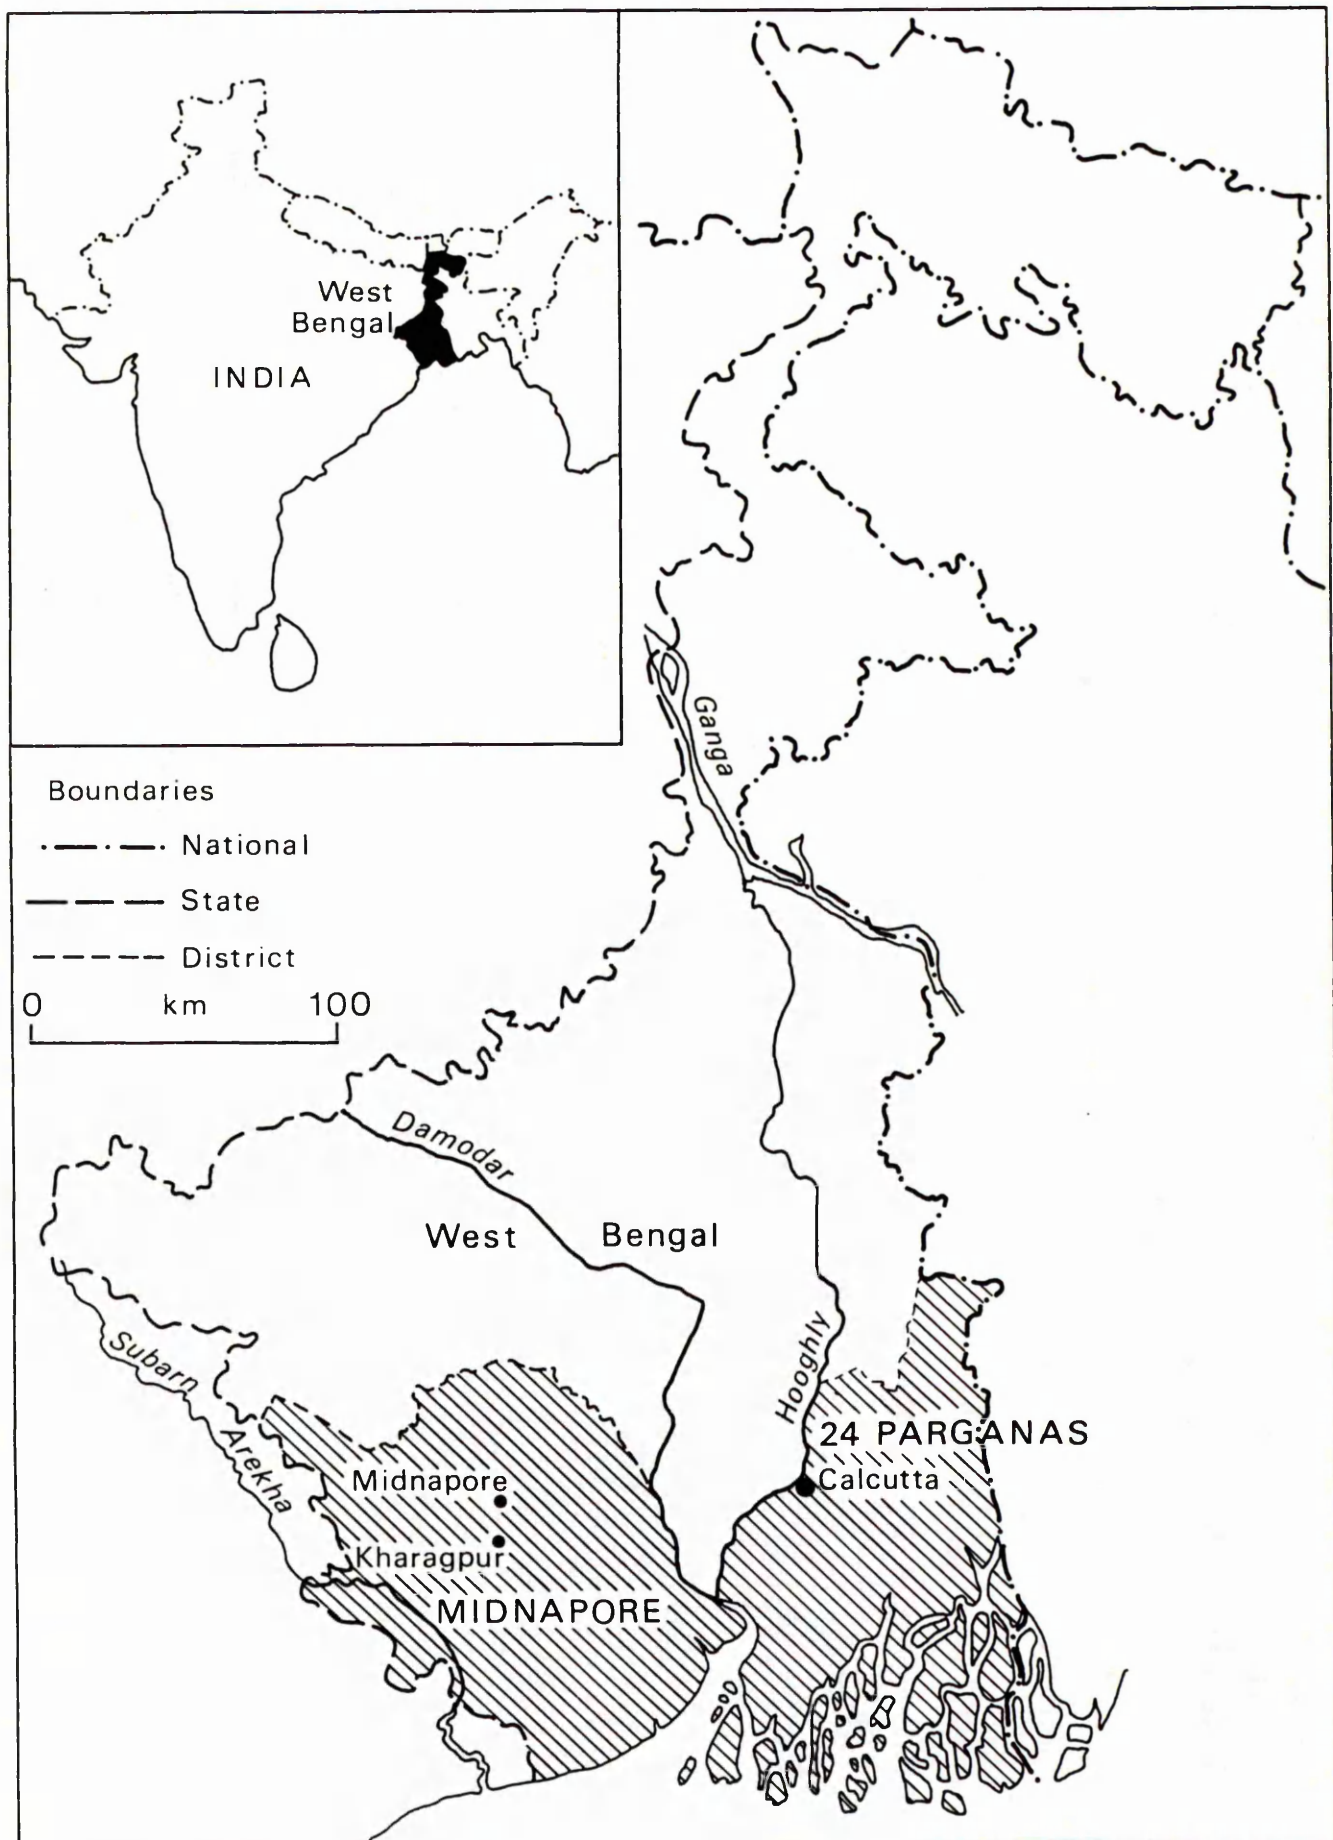 West
Bengal
INDIA
Ganga
Boundaries
National
State
District
0 km 100
Damodar
West Bengal
Hooghly
Subarn
Arekha
24 PARGANAS
Calcutta
Midnapore
Kharagpur
MIDNAPORE